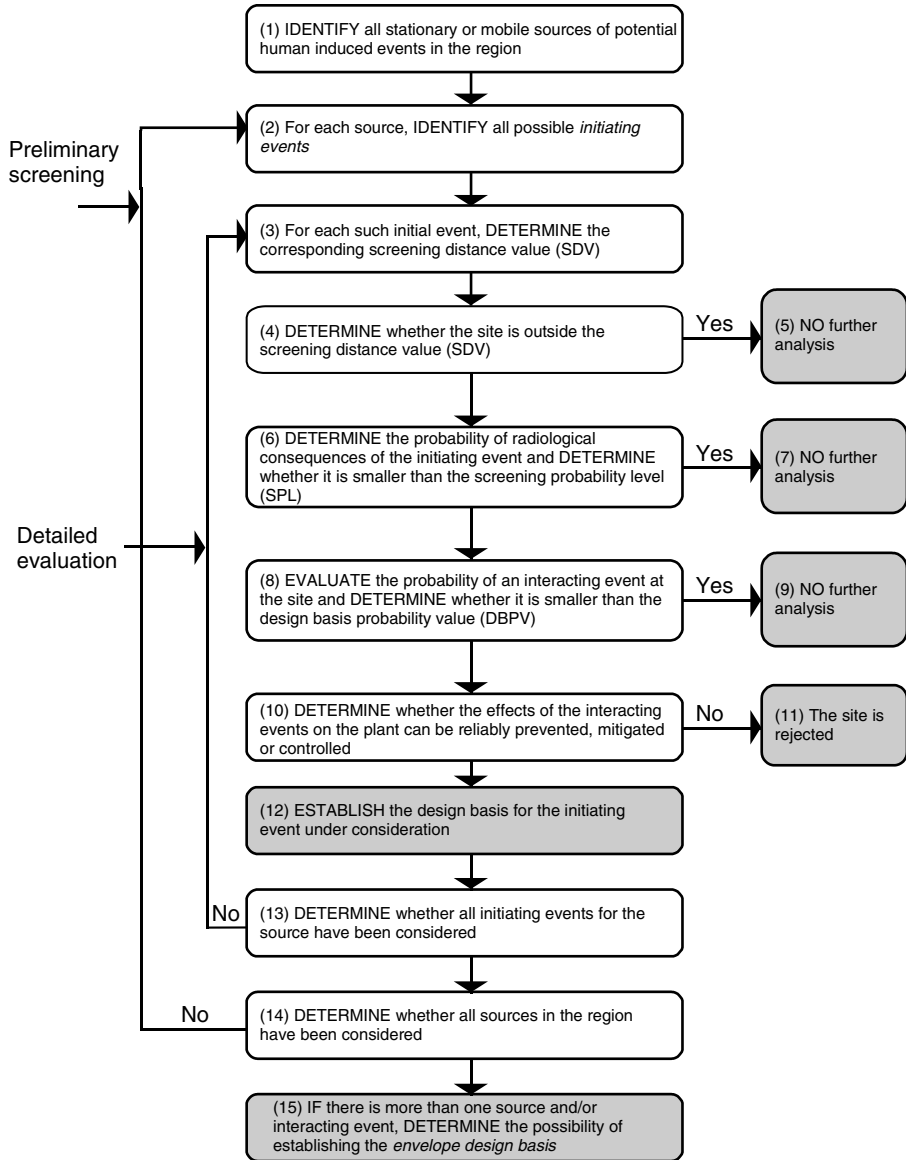 (1) IDENTIFY all stationary or mobile sources of potential
human induced events in the region
Preliminary
screening
(2) For each source, IDENTIFY all possible initiating
events
(3) For each such initial event, DETERMINE the
corresponding screening distance value (SDV)
(4) DETERMINE whether the site is outside the
screening distance value (SDV)
Yes
(5) NO further
analysis
(6) DETERMINE the probability of radiological
consequences of the initiating event and DETERMINE
whether it is smaller than the screening probability level
(SPL)
Yes
(7) NO further
analysis
Detailed
evaluation
(8) EVALUATE the probability of an interacting event at
the site and DETERMINE whether it is smaller than the
design basis probability value (DBPV)
Yes
(9) NO further
analysis
(10) DETERMINE whether the effects of the interacting
events on the plant can be reliably prevented, mitigated
or controlled
No
(11) The site is
rejected
(12) ESTABLISH the design basis for the initiating
event under consideration
No
(13) DETERMINE whether all initiating events for the
source have been considered
No
(14) DETERMINE whether all sources in the region
have been considered
(15) IF there is more than one source and/or
interacting event, DETERMINE the possibility of
establishing the envelope design basis